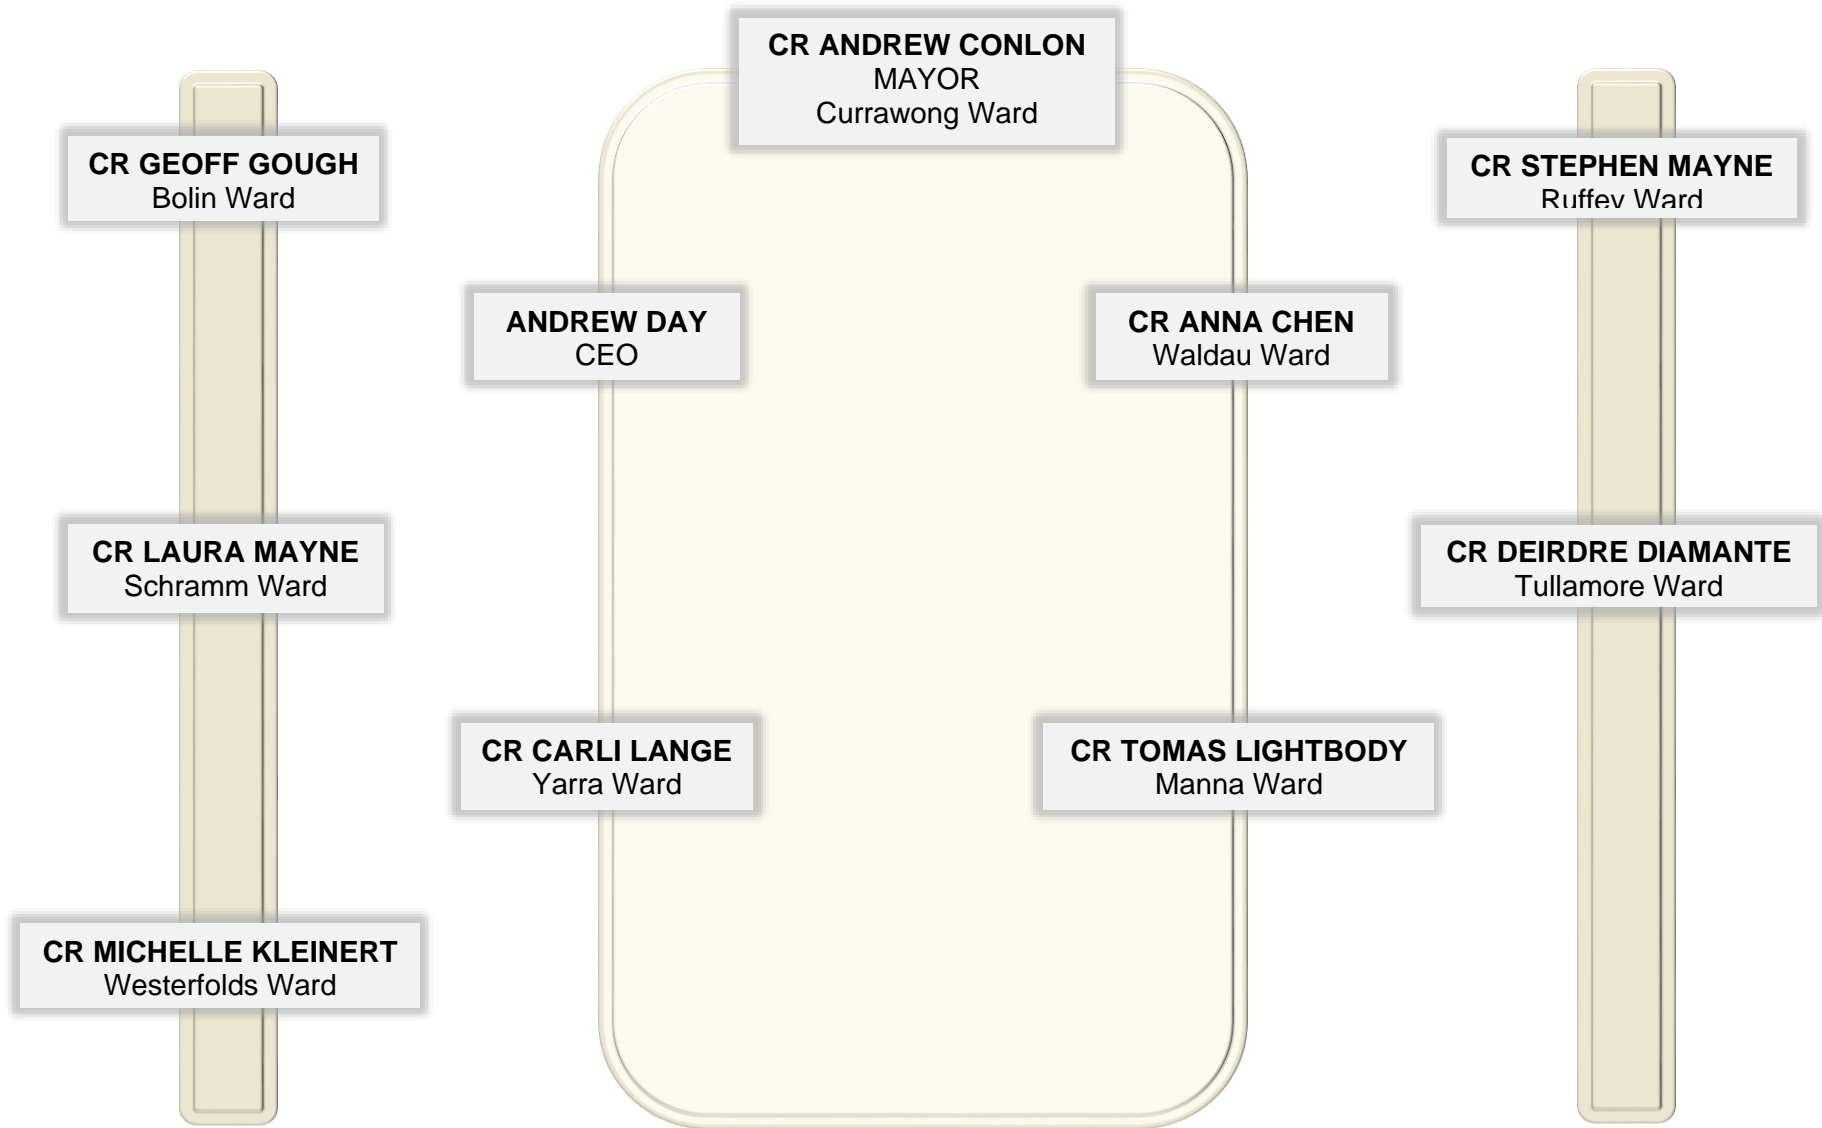 CR ANDREW CONLON
MAYOR
Currawong Ward
CR GEOFF GOUGH
Bolin Ward
CR STEPHEN MAYNE
Ruffey Ward
ANDREW DAY
CEO
CR ANNA CHEN
Waldau Ward
CR LAURA MAYNE
Schramm Ward
CR DEIRDRE DIAMANTE
Tullamore Ward
CR CARLI LANGE
Yarra Ward
CR TOMAS LIGHTBODY
Manna Ward
CR MICHELLE KLEINERT
Westerfolds Ward